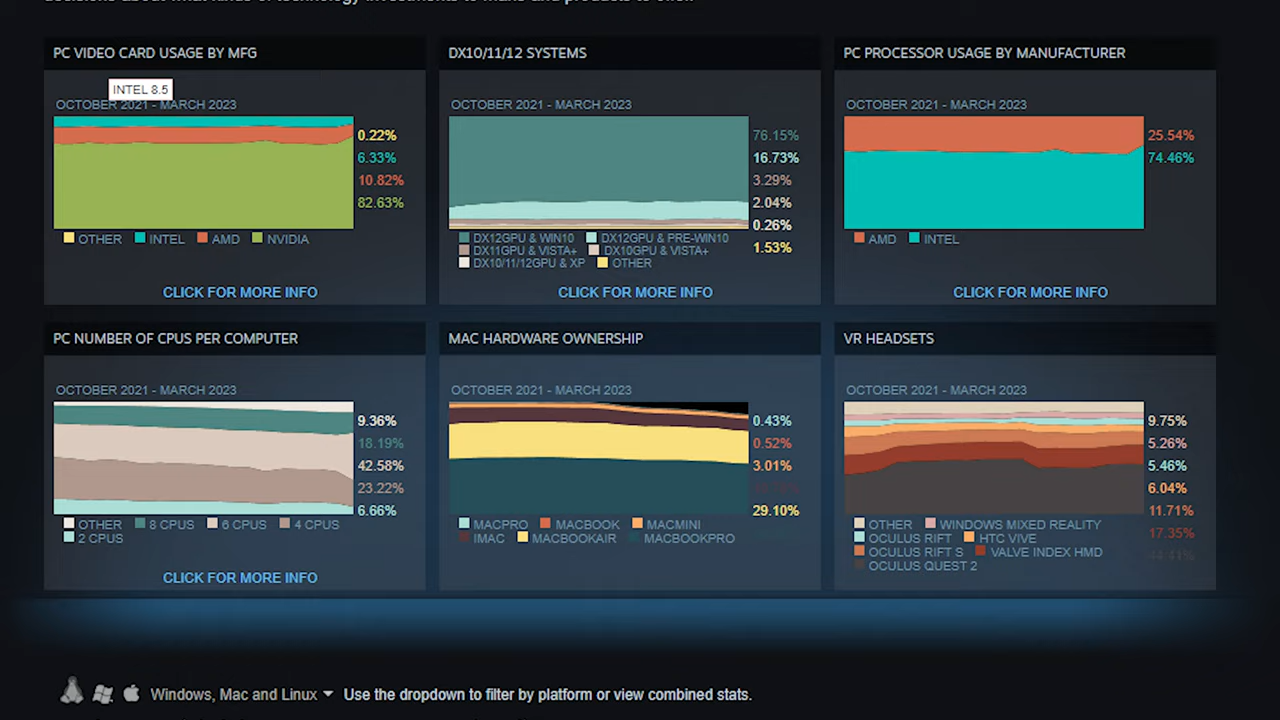 PC VIDEO CARD USAGE BY MFG
INTEL 8.5
OCTOBER 2021 - MARCH 2023
0.22%
6.33%
10.82%
82.63%
OTHER INTEL AMD NVIDIA
CLICK FOR MORE INFO
DX10/11/12 SYSTEMS
OCTOBER 2021 - MARCH 2023
76.15%
16.73%
3.29%
2.04%
0.26%
1.53%
DX12GPU & WIN10 DX12GPU & PRE-WIN10
DX11GPU & VISTA+ DX10GPU & VISTA+
DX10/11/12GPU & XP OTHER
CLICK FOR MORE INFO
PC PROCESSOR USAGE BY MANUFACTURER
OCTOBER 2021 - MARCH 2023
25.54%
74.46%
AMD INTEL
CLICK FOR MORE INFO
PC NUMBER OF CPUS PER COMPUTER
OCTOBER 2021 - MARCH 2023
9.36%
18.19%
42.58%
23.22%
6.66%
OTHER 8 CPUS 6 CPUS 4 CPUS
2 CPUS
CLICK FOR MORE INFO
MAC HARDWARE OWNERSHIP
OCTOBER 2021 - MARCH 2023
0.43%
0.52%
3.01%
29.10%
MACPRO MACBOOK MACMINI
IMAC MACBOOKAIR MACBOOKPRO
VR HEADSETS
OCTOBER 2021 - MARCH 2023
9.75%
5.26%
5.46%
6.04%
11.71%
17.35%
OTHER WINDOWS MIXED REALITY
OCULUS RIFT HTC VIVE
OCULUS RIFT S VALVE INDEX HMD
OCULUS QUEST 2
Windows, Mac and Linux Use the dropdown to filter by platform or view combined stats.